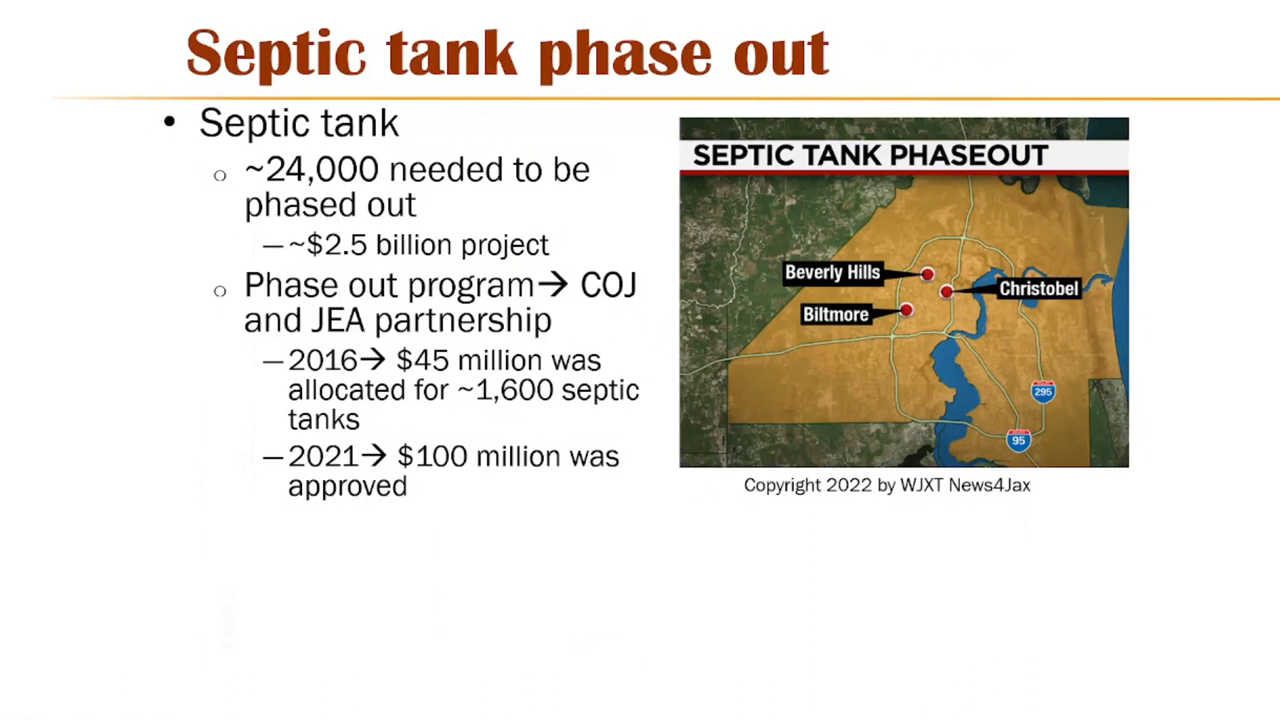 Septic tank phase out
• Septic tank
○ ~24,000 needed to be
phased out
– ~$2.5 billion project
○ Phase out program→ COJ
and JEA partnership
– 2016→ $45 million was
allocated for ~1,600 septic
tanks
– 2021→ $100 million was
approved
SEPTIC TANK PHASEOUT
Beverly Hills
Christobel
Biltmore
295
95
Copyright 2022 by WJXT News4Jax